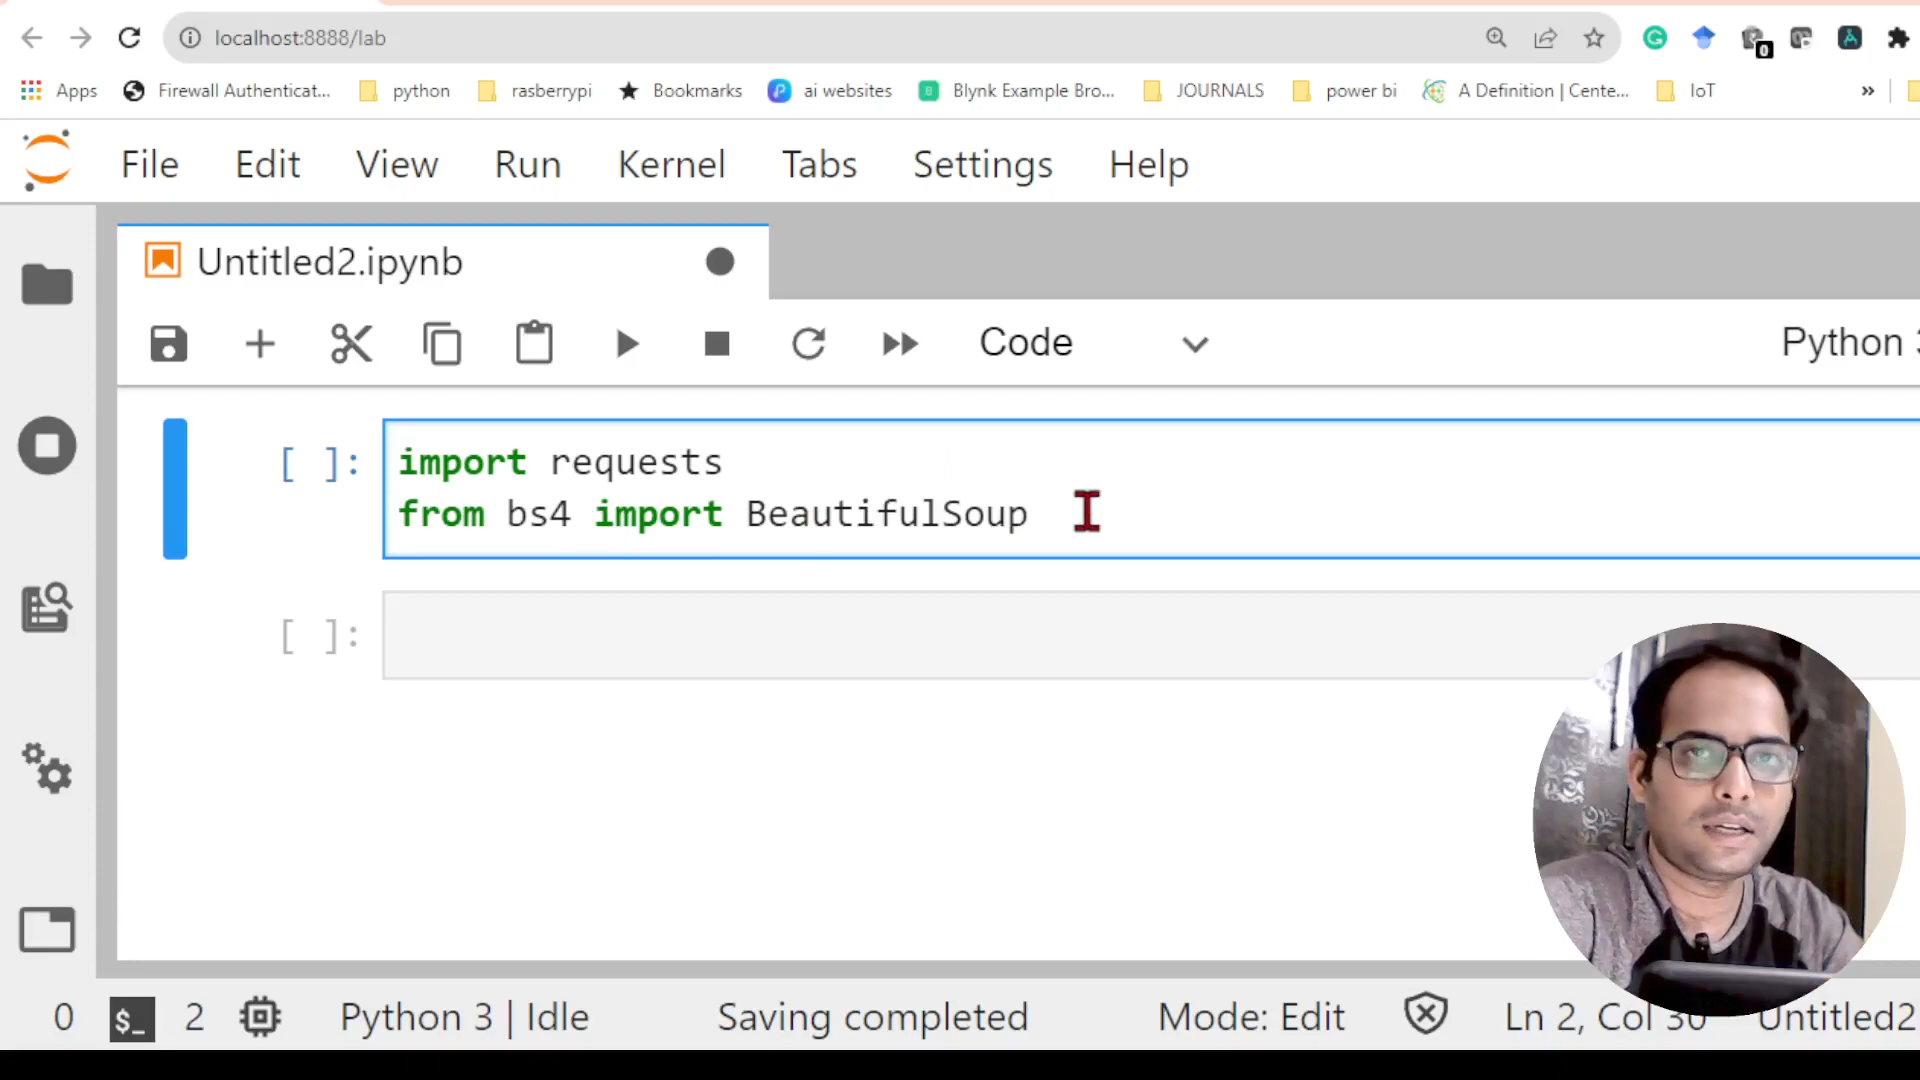 localhost:8888/lab
0
Apps Firewall Authenticat... python rasberrypi Bookmarks ai websites Blynk Example Bro... JOURNALS power bi A Definition | Cente... IoT »
File Edit View Run Kernel Tabs Settings Help
Untitled2.ipynb
Code Python 3
[ ]: import requests
from bs4 import BeautifulSoup
[ ]:
0 $_ 2 Python 3 | Idle Saving completed Mode: Edit Ln 2, Col 30 Untitled2